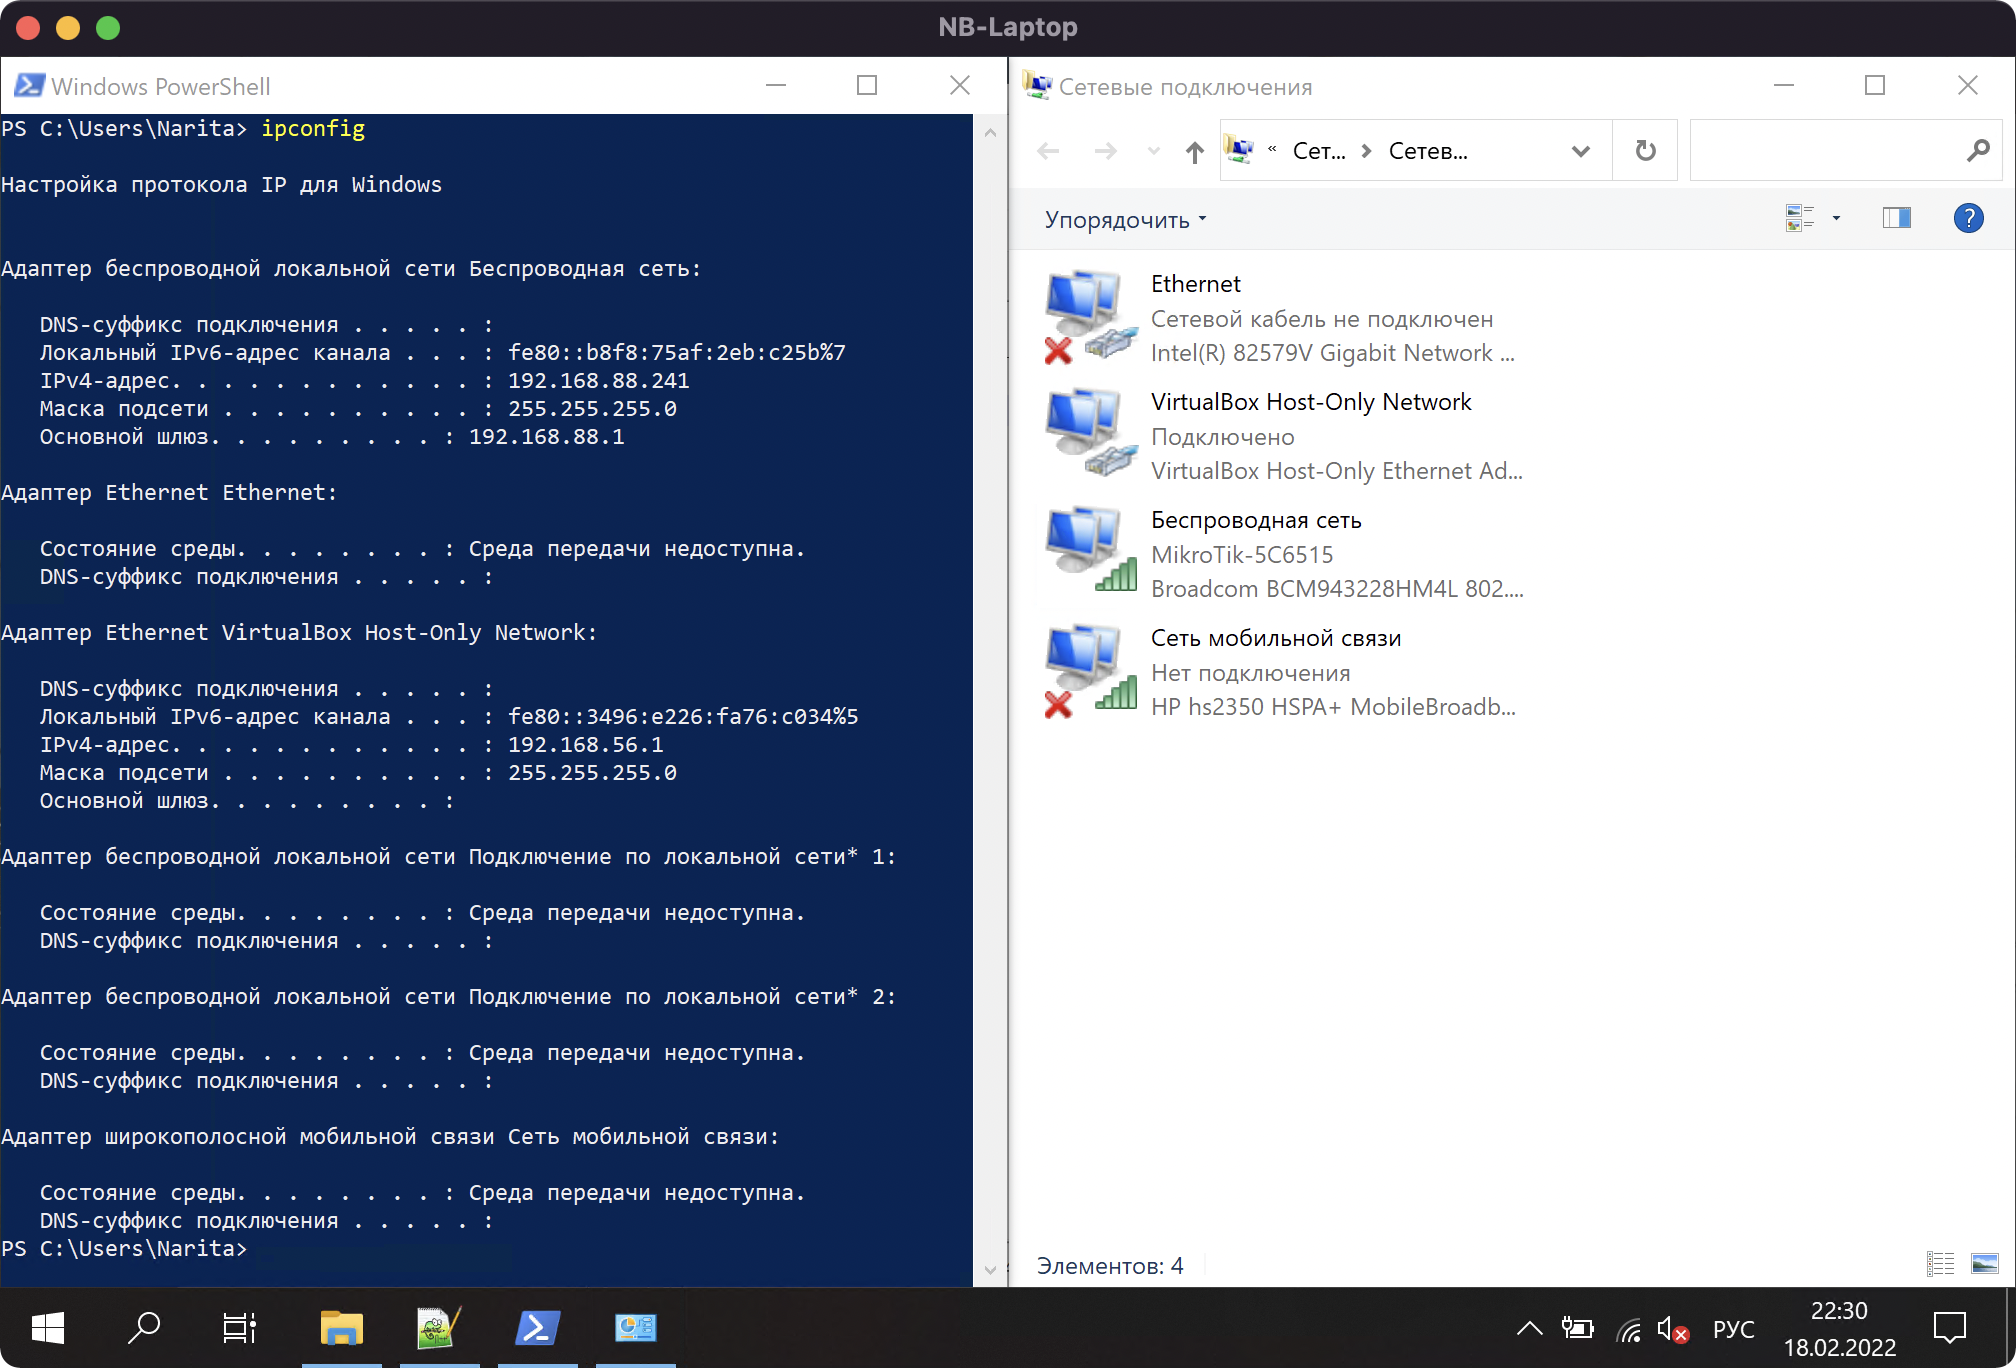 NB-Laptop
Windows PowerShell
PS C:\Users\Narita> ipconfig
Настройка протокола IP для Windows
Адаптер беспроводной локальной сети Беспроводная сеть:
DNS-суффикс подключения . . . . . :
Локальный IPv6-адрес канала . . . : fe80::b8f8:75af:2eb:c25b%7
IPv4-адрес. . . . . . . . . . . . : 192.168.88.241
Маска подсети . . . . . . . . . . : 255.255.255.0
Основной шлюз. . . . . . . . . : 192.168.88.1
Адаптер Ethernet Ethernet:
Состояние среды. . . . . . . . : Среда передачи недоступна.
DNS-суффикс подключения . . . . . :
Адаптер Ethernet VirtualBox Host-Only Network:
DNS-суффикс подключения . . . . . :
Локальный IPv6-адрес канала . . . : fe80::3496:e226:fa76:c034%5
IPv4-адрес. . . . . . . . . . . . : 192.168.56.1
Маска подсети . . . . . . . . . . : 255.255.255.0
Основной шлюз. . . . . . . . . :
Адаптер беспроводной локальной сети Подключение по локальной сети* 1:
Состояние среды. . . . . . . . : Среда передачи недоступна.
DNS-суффикс подключения . . . . . :
Адаптер беспроводной локальной сети Подключение по локальной сети* 2:
Состояние среды. . . . . . . . : Среда передачи недоступна.
DNS-суффикс подключения . . . . . :
Адаптер широкополосной мобильной связи Сеть мобильной связи:
Состояние среды. . . . . . . . : Среда передачи недоступна.
DNS-суффикс подключения . . . . . :
PS C:\Users\Narita>
Сетевые подключения
« Сет... > Сетев...
Упорядочить
Ethernet
Сетевой кабель не подключен
Intel(R) 82579V Gigabit Network ...
VirtualBox Host-Only Network
Подключено
VirtualBox Host-Only Ethernet Ad...
Беспроводная сеть
MikroTik-5C6515
Broadcom BCM943228HM4L 802....
Сеть мобильной связи
Нет подключения
HP hs2350 HSPA+ MobileBroadb...
Элементов: 4
РУС
22:30
18.02.2022